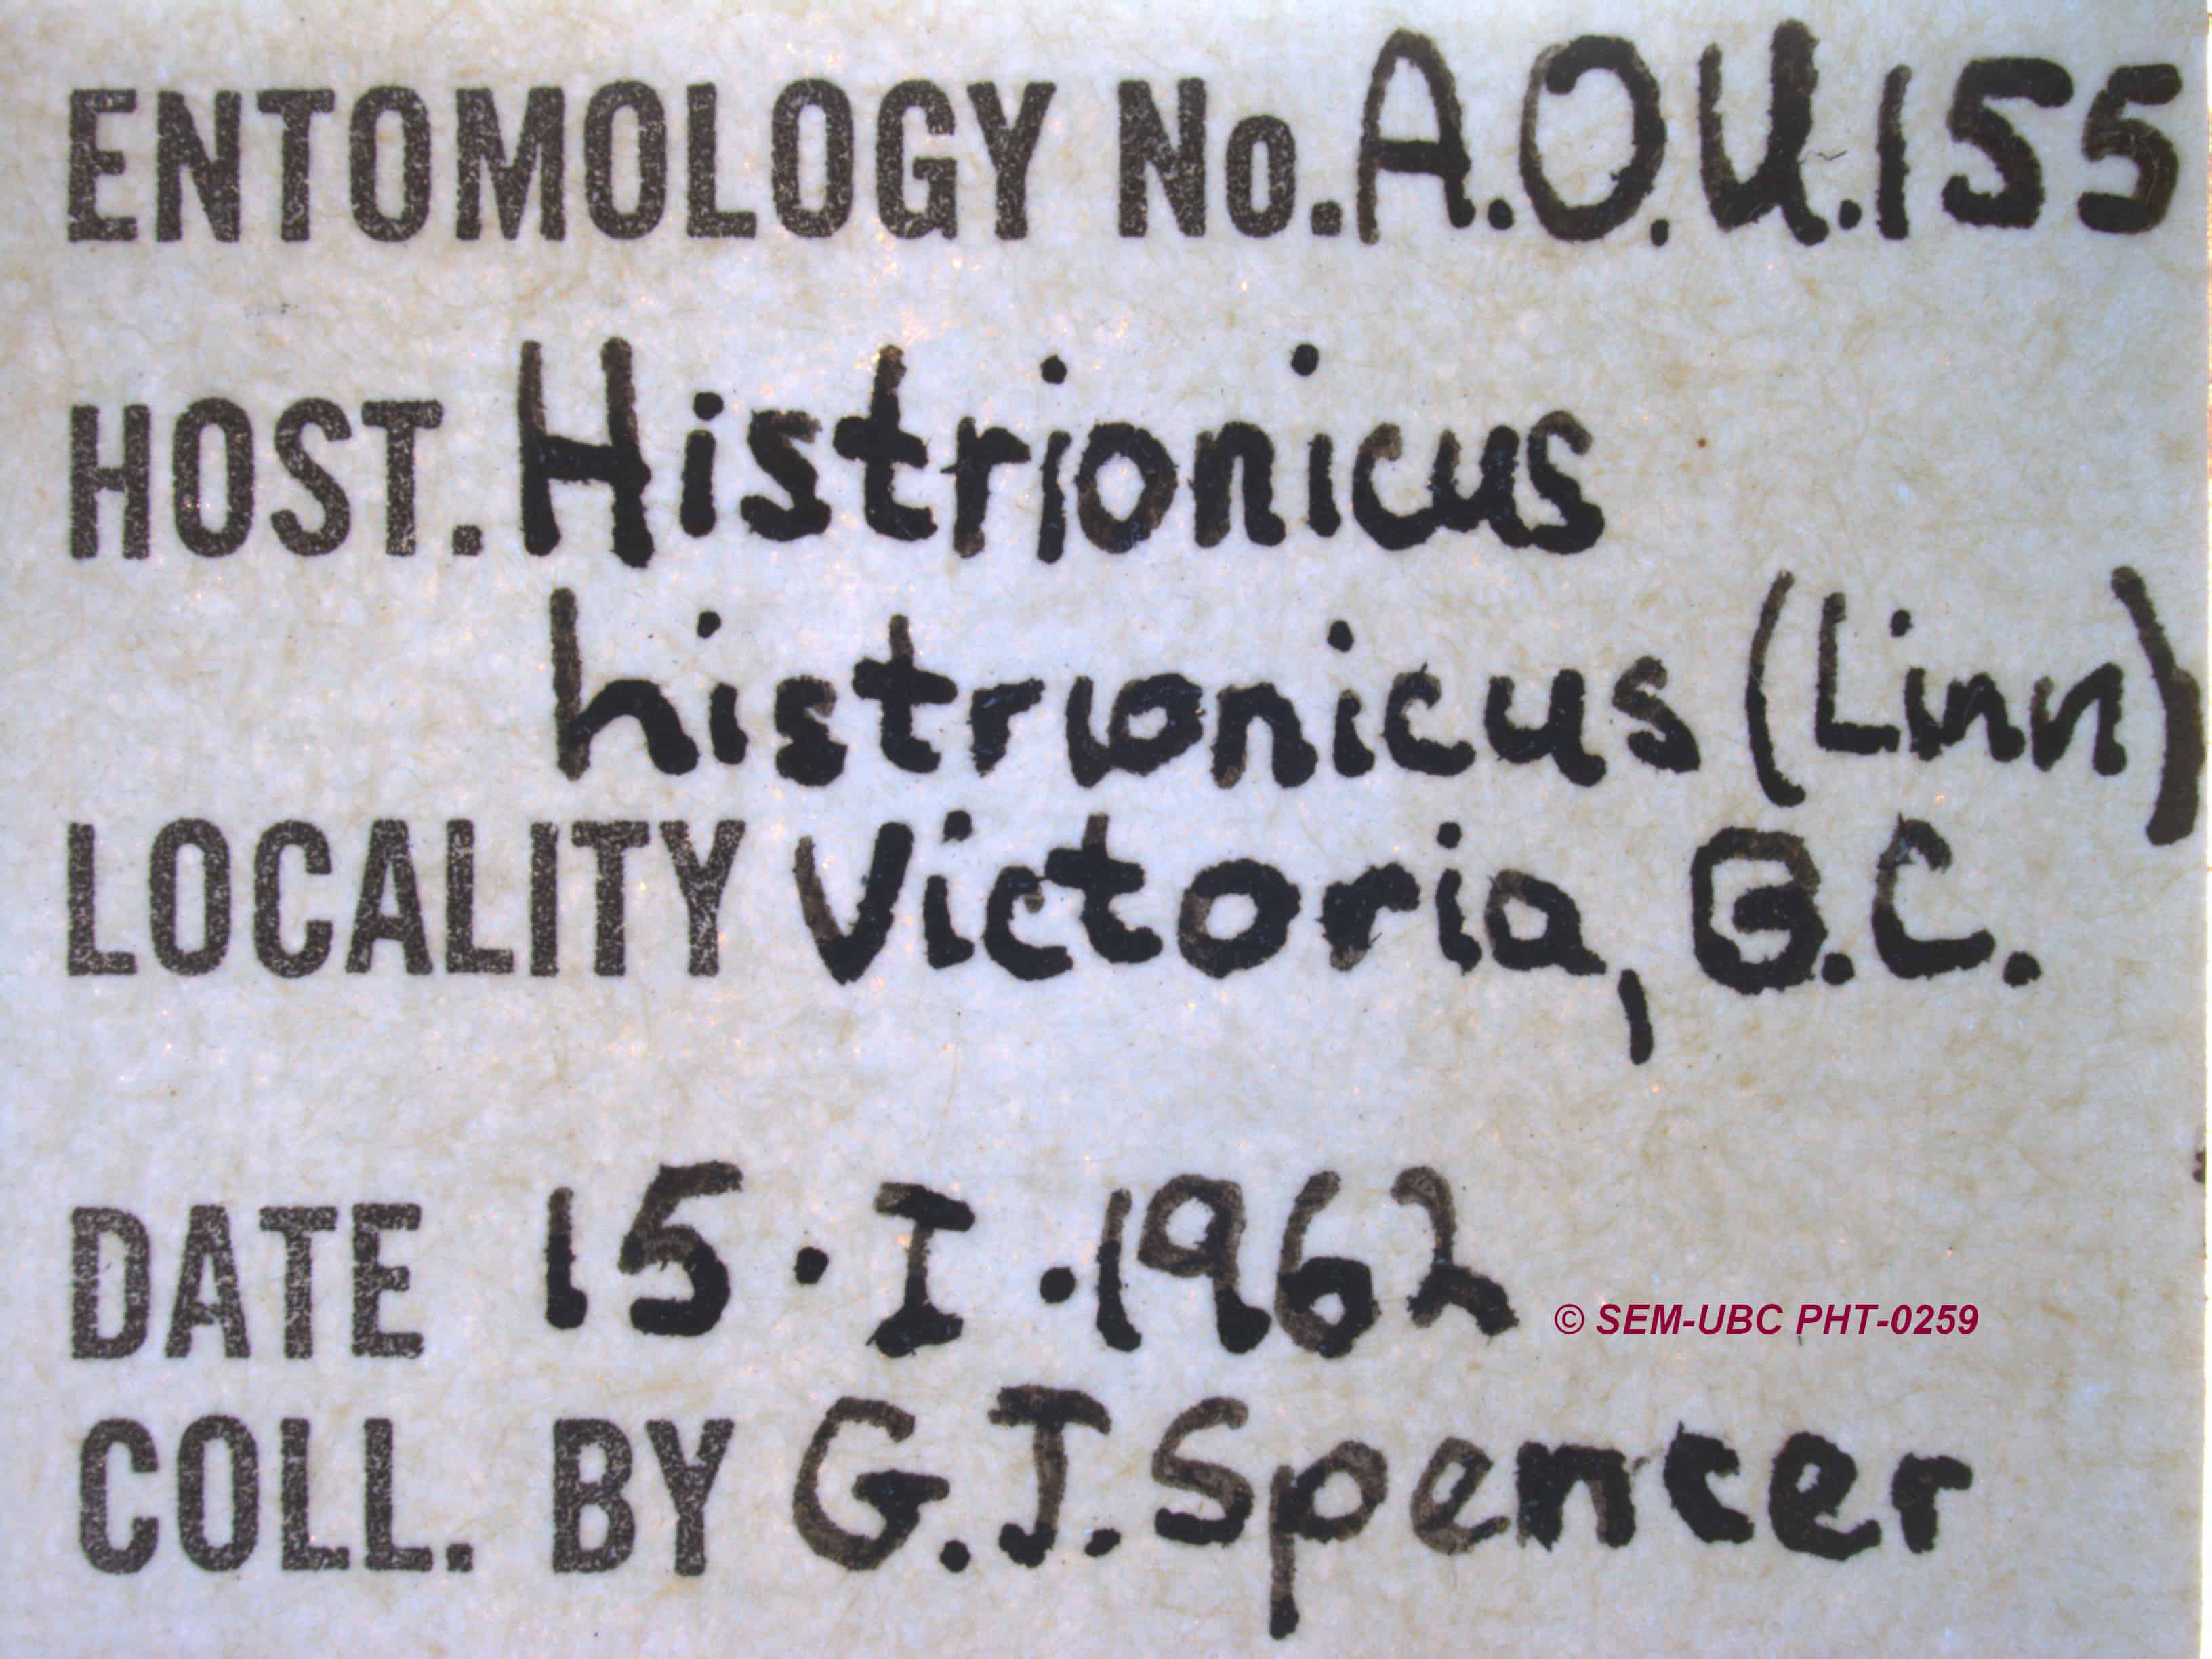 ENTOMOLOGY No. A.O.U.155
HOST. Histrionicus
histrionicus (Linn)
LOCALITY Victoria, B.C.
DATE 15·I·1962
© SEM-UBC PHT-0259
COLL. BY G.J. Spencer